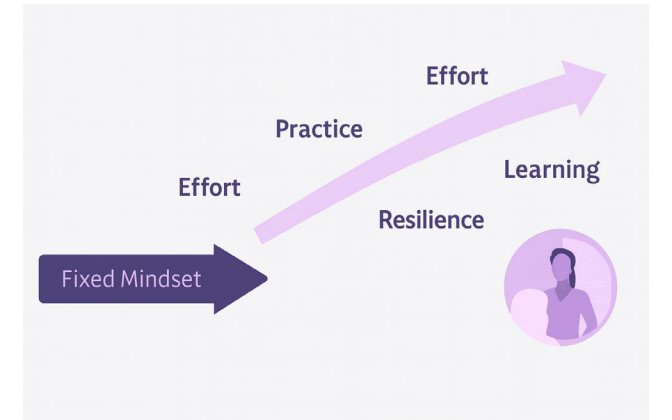 Effort
Practice
Effort
Learning
Resilience
Fixed Mindset